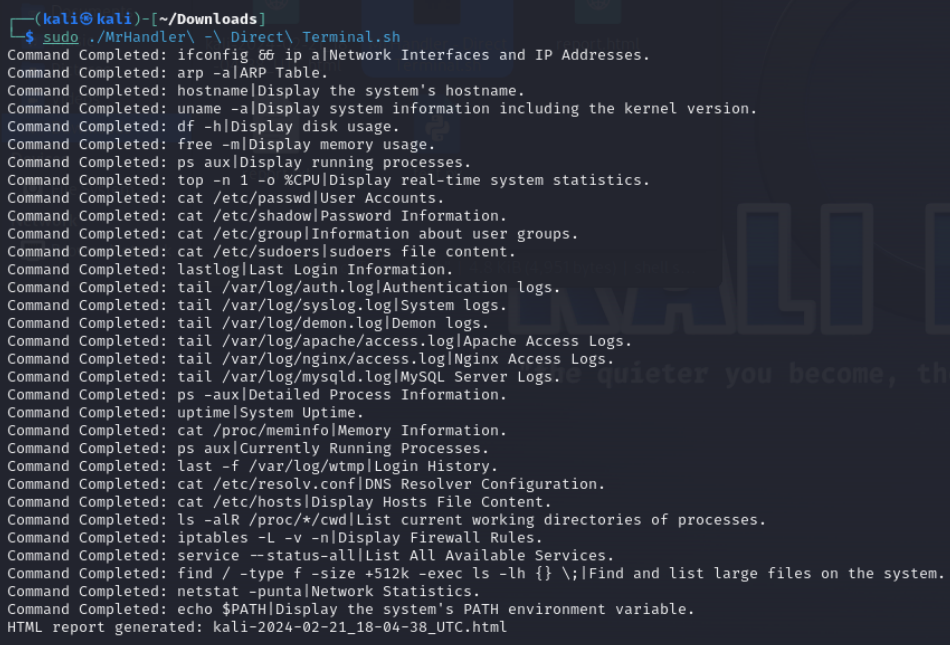 ┌──(kali㉿kali)-[~/Downloads]
└─$ sudo ./MrHandler\ -\ Direct\ Terminal.sh
Command Completed: ifconfig && ip a|Network Interfaces and IP Addresses.
Command Completed: arp -a|ARP Table.
Command Completed: hostname|Display the system's hostname.
Command Completed: uname -a|Display system information including the kernel version.
Command Completed: df -h|Display disk usage.
Command Completed: free -m|Display memory usage.
Command Completed: ps aux|Display running processes.
Command Completed: top -n 1 -o %CPU|Display real-time system statistics.
Command Completed: cat /etc/passwd|User Accounts.
Command Completed: cat /etc/shadow|Password Information.
Command Completed: cat /etc/group|Information about user groups.
Command Completed: cat /etc/sudoers|sudoers file content.
Command Completed: lastlog|Last Login Information.
Command Completed: tail /var/log/auth.log|Authentication logs.
Command Completed: tail /var/log/syslog.log|System logs.
Command Completed: tail /var/log/demon.log|Demon logs.
Command Completed: tail /var/log/apache/access.log|Apache Access Logs.
Command Completed: tail /var/log/nginx/access.log|Nginx Access Logs.
Command Completed: tail /var/log/mysqld.log|MySQL Server Logs.
Command Completed: ps -aux|Detailed Process Information.
Command Completed: uptime|System Uptime.
Command Completed: cat /proc/meminfo|Memory Information.
Command Completed: ps aux|Currently Running Processes.
Command Completed: last -f /var/log/wtmp|Login History.
Command Completed: cat /etc/resolv.conf|DNS Resolver Configuration.
Command Completed: cat /etc/hosts|Display Hosts File Content.
Command Completed: ls -alR /proc/*/cwd|List current working directories of processes.
Command Completed: iptables -L -v -n|Display Firewall Rules.
Command Completed: service --status-all|List All Available Services.
Command Completed: find / -type f -size +512k -exec ls -lh {} \;|Find and list large files on the system.
Command Completed: netstat -punta|Network Statistics.
Command Completed: echo $PATH|Display the system's PATH environment variable.
HTML report generated: kali-2024-02-21_18-04-38_UTC.html
KALI
quieter you become,